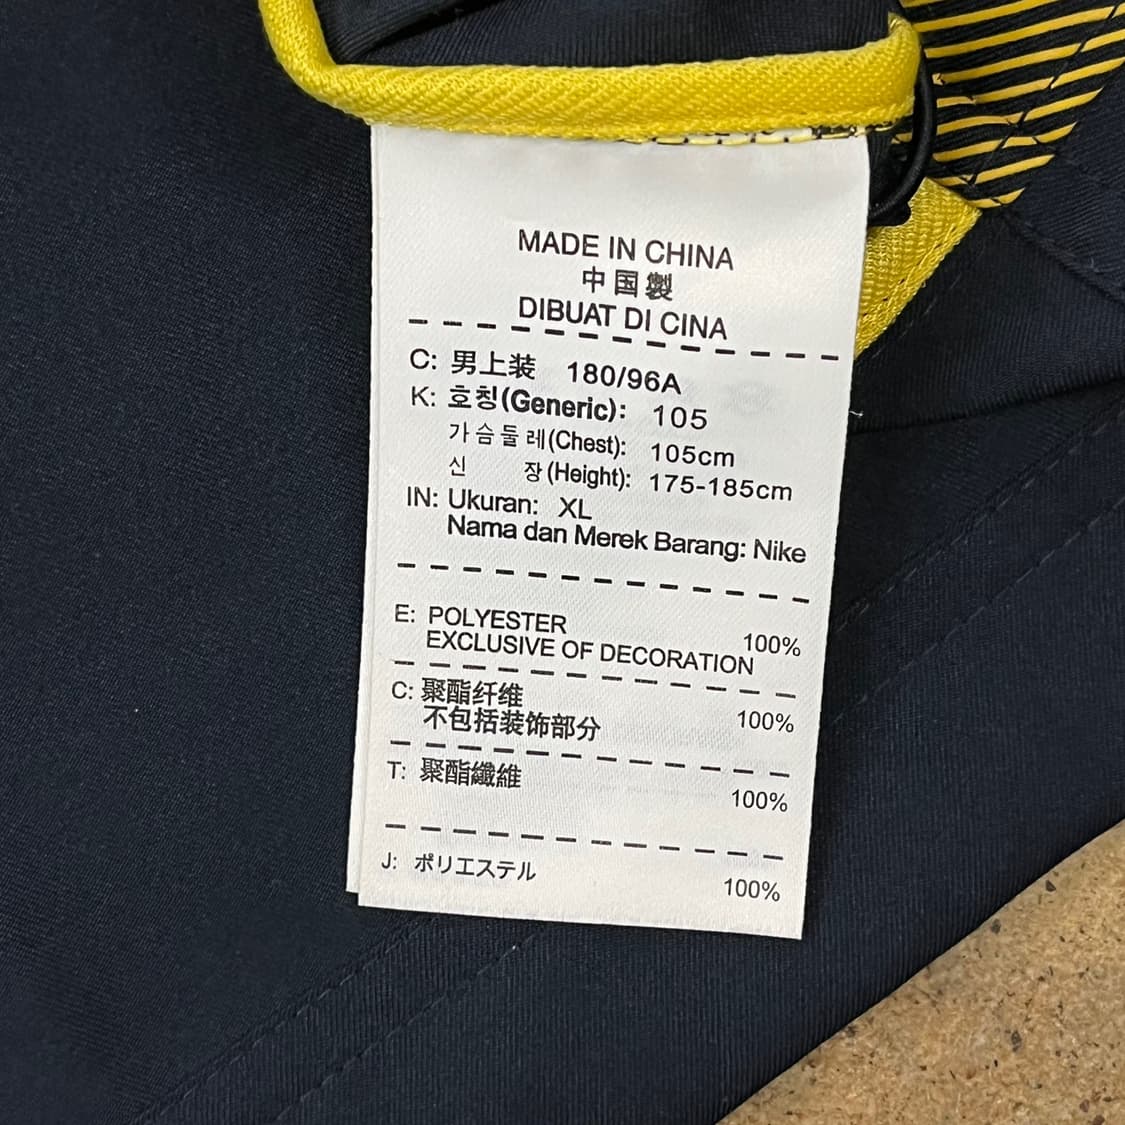 MADE IN CHINA
中国製
DIBUAT DI CINA
C: 男上装 180/96A
K: 호칭(Generic): 105
가슴둘레(Chest): 105cm
신 장(Height): 175-185cm
IN: Ukuran: XL
Nama dan Merek Barang: Nike
E: POLYESTER 100%
EXCLUSIVE OF DECORATION
C: 聚酯纤维 100%
不包括装饰部分
T: 聚酯纖維 100%
J: ポリエステル 100%